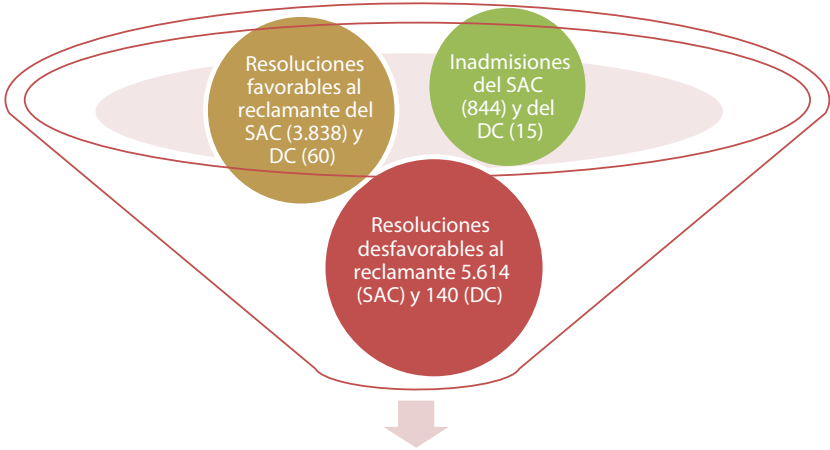 Resoluciones
favorables al
reclamante del
SAC (3.838) y
DC (60)
Inadmisiones
del SAC
(844) y del
DC (15)
Resoluciones
desfavorables al
reclamante 5.614
(SAC) y 140 (DC)